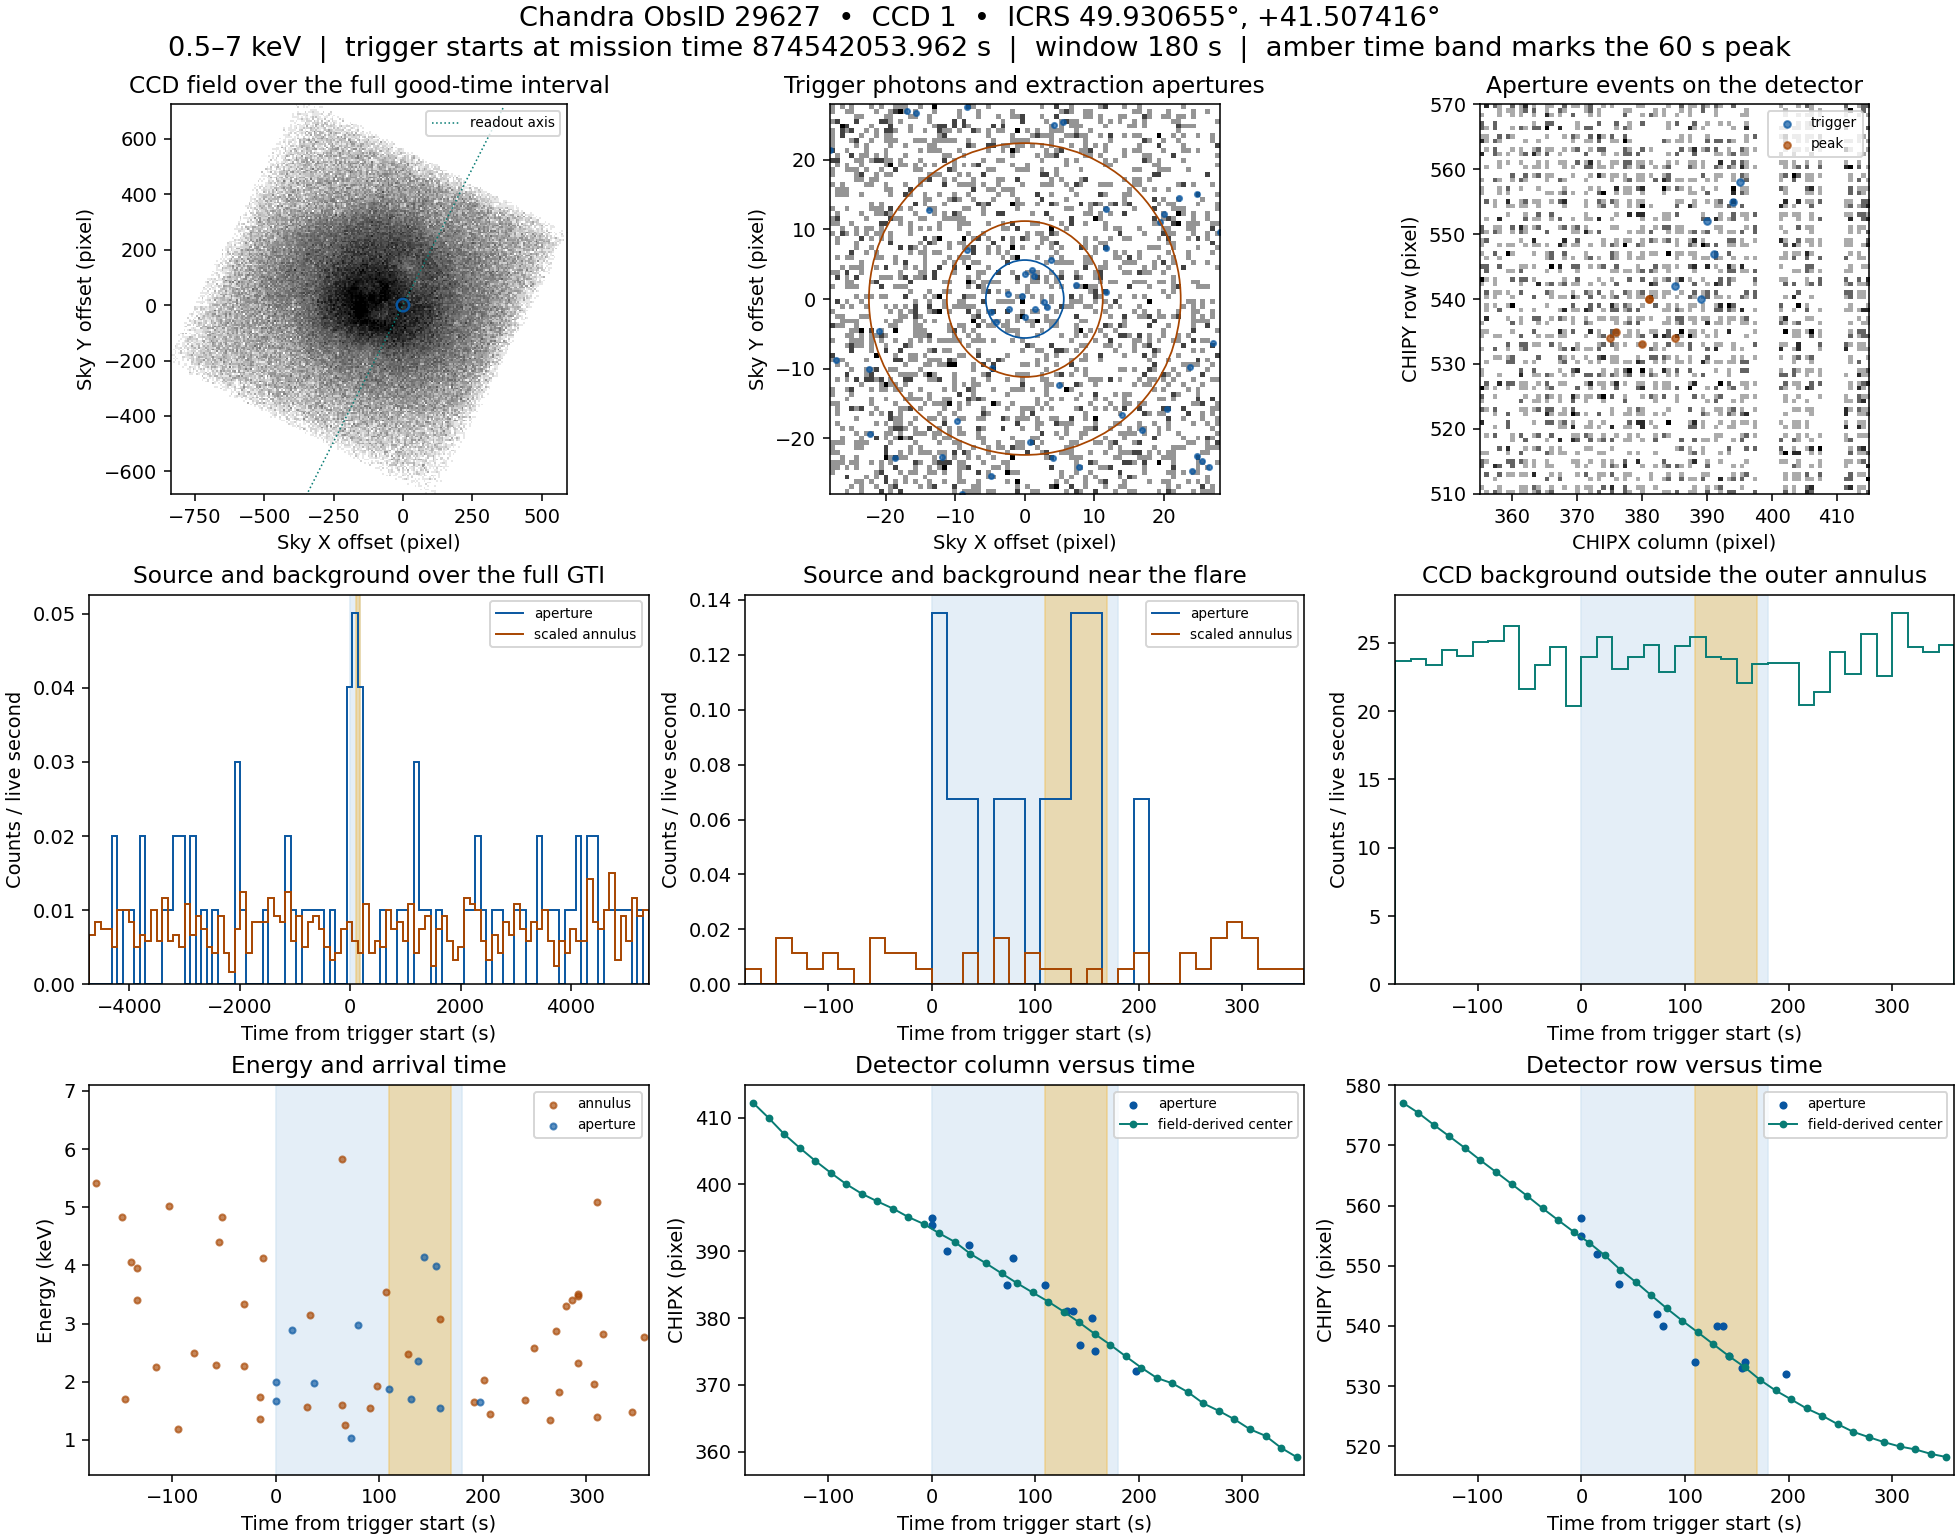 Chandra ObsID 29627 • CCD 1 • ICRS 49.930655°, +41.507416°
0.5–7 keV | trigger starts at mission time 874542053.962 s | window 180 s | amber time band marks the 60 s peak
CCD field over the full good-time interval
readout axis
600
400
200
0
−200
−400
−600
−750
−500
−250
0
250
500
Sky X offset (pixel)
Sky Y offset (pixel)
Trigger photons and extraction apertures
20
10
0
−10
−20
−20
−10
0
10
20
Sky X offset (pixel)
Sky Y offset (pixel)
Aperture events on the detector
trigger
peak
570
560
550
540
530
520
510
360
370
380
390
400
410
CHIPX column (pixel)
CHIPY row (pixel)
Source and background over the full GTI
aperture
scaled annulus
0.05
0.04
0.03
0.02
0.01
0.00
−4000
−2000
0
2000
4000
Time from trigger start (s)
Counts / live second
Source and background near the flare
aperture
scaled annulus
0.14
0.12
0.10
0.08
0.06
0.04
0.02
0.00
−100
0
100
200
300
Time from trigger start (s)
Counts / live second
CCD background outside the outer annulus
25
20
15
10
5
0
−100
0
100
200
300
Time from trigger start (s)
Counts / live second
Energy and arrival time
annulus
aperture
7
6
5
4
3
2
1
−100
0
100
200
300
Time from trigger start (s)
Energy (keV)
Detector column versus time
aperture
field-derived center
410
400
390
380
370
360
−100
0
100
200
300
Time from trigger start (s)
CHIPX (pixel)
Detector row versus time
aperture
field-derived center
580
570
560
550
540
530
520
−100
0
100
200
300
Time from trigger start (s)
CHIPY (pixel)